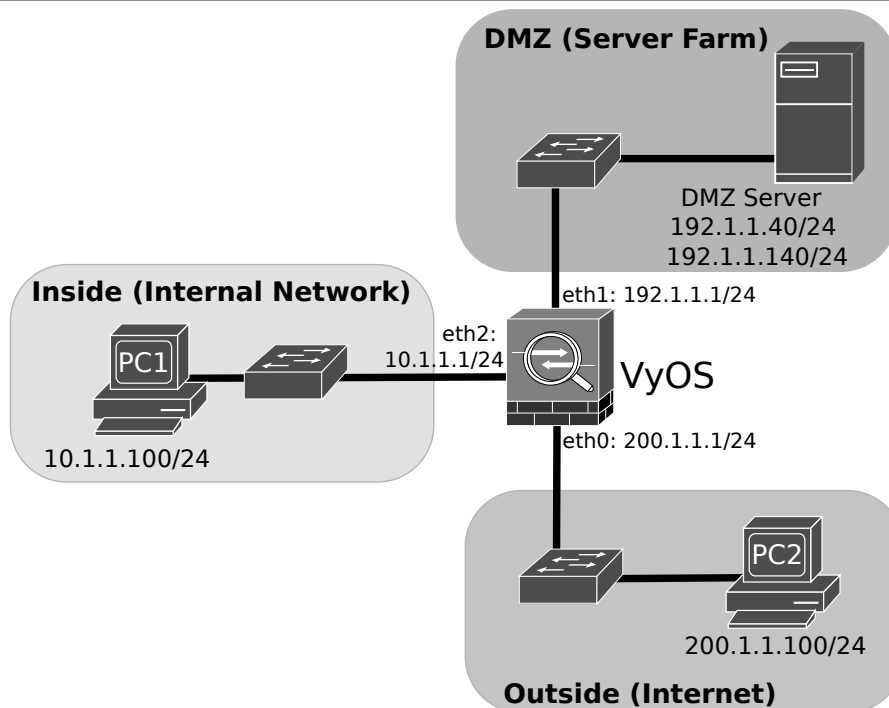 DMZ (Server Farm)
DMZ Server
192.1.1.40/24
192.1.1.140/24
eth1: 192.1.1.1/24
Inside (Internal Network)
eth2:
10.1.1.1/24
PC1
10.1.1.100/24
VyOS
eth0: 200.1.1.1/24
PC2
200.1.1.100/24
Outside (Internet)